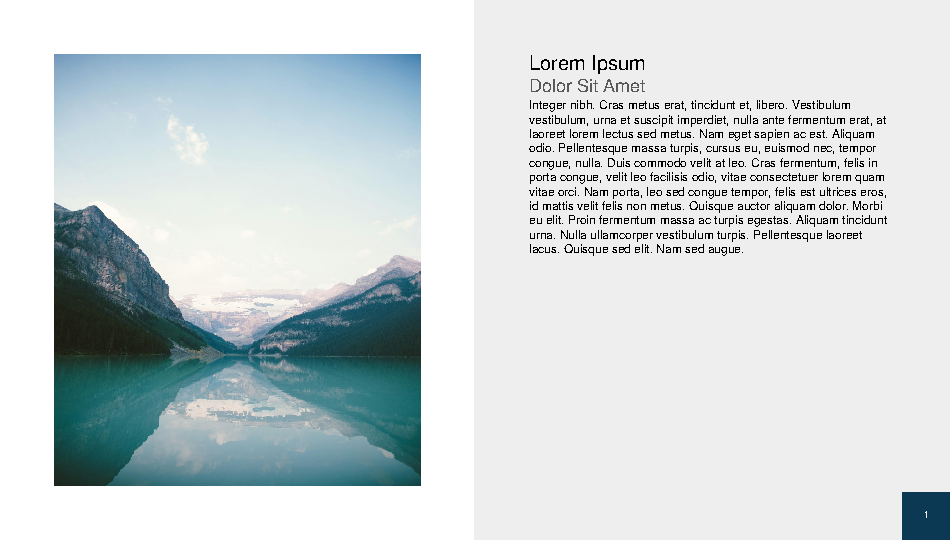 Lorem Ipsum
Dolor Sit Amet
Integer nibh. Cras metus erat, tincidunt et, libero. Vestibulum
vestibulum, urna et suscipit imperdiet, nulla ante fermentum erat, at
laoreet lorem lectus sed metus. Nam eget sapien ac est. Aliquam
odio. Pellentesque massa turpis, cursus eu, euismod nec, tempor
congue, nulla. Duis commodo velit at leo. Cras fermentum, felis in
porta congue, velit leo facilisis odio, vitae consectetuer lorem quam
vitae orci. Nam porta, leo sed congue tempor, felis est ultrices eros,
id mattis velit felis non metus. Quisque auctor aliquam dolor. Morbi
eu elit. Proin fermentum massa ac turpis egestas. Aliquam tincidunt
urna. Nulla ullamcorper vestibulum turpis. Pellentesque laoreet
lacus. Quisque sed elit. Nam sed augue.
1